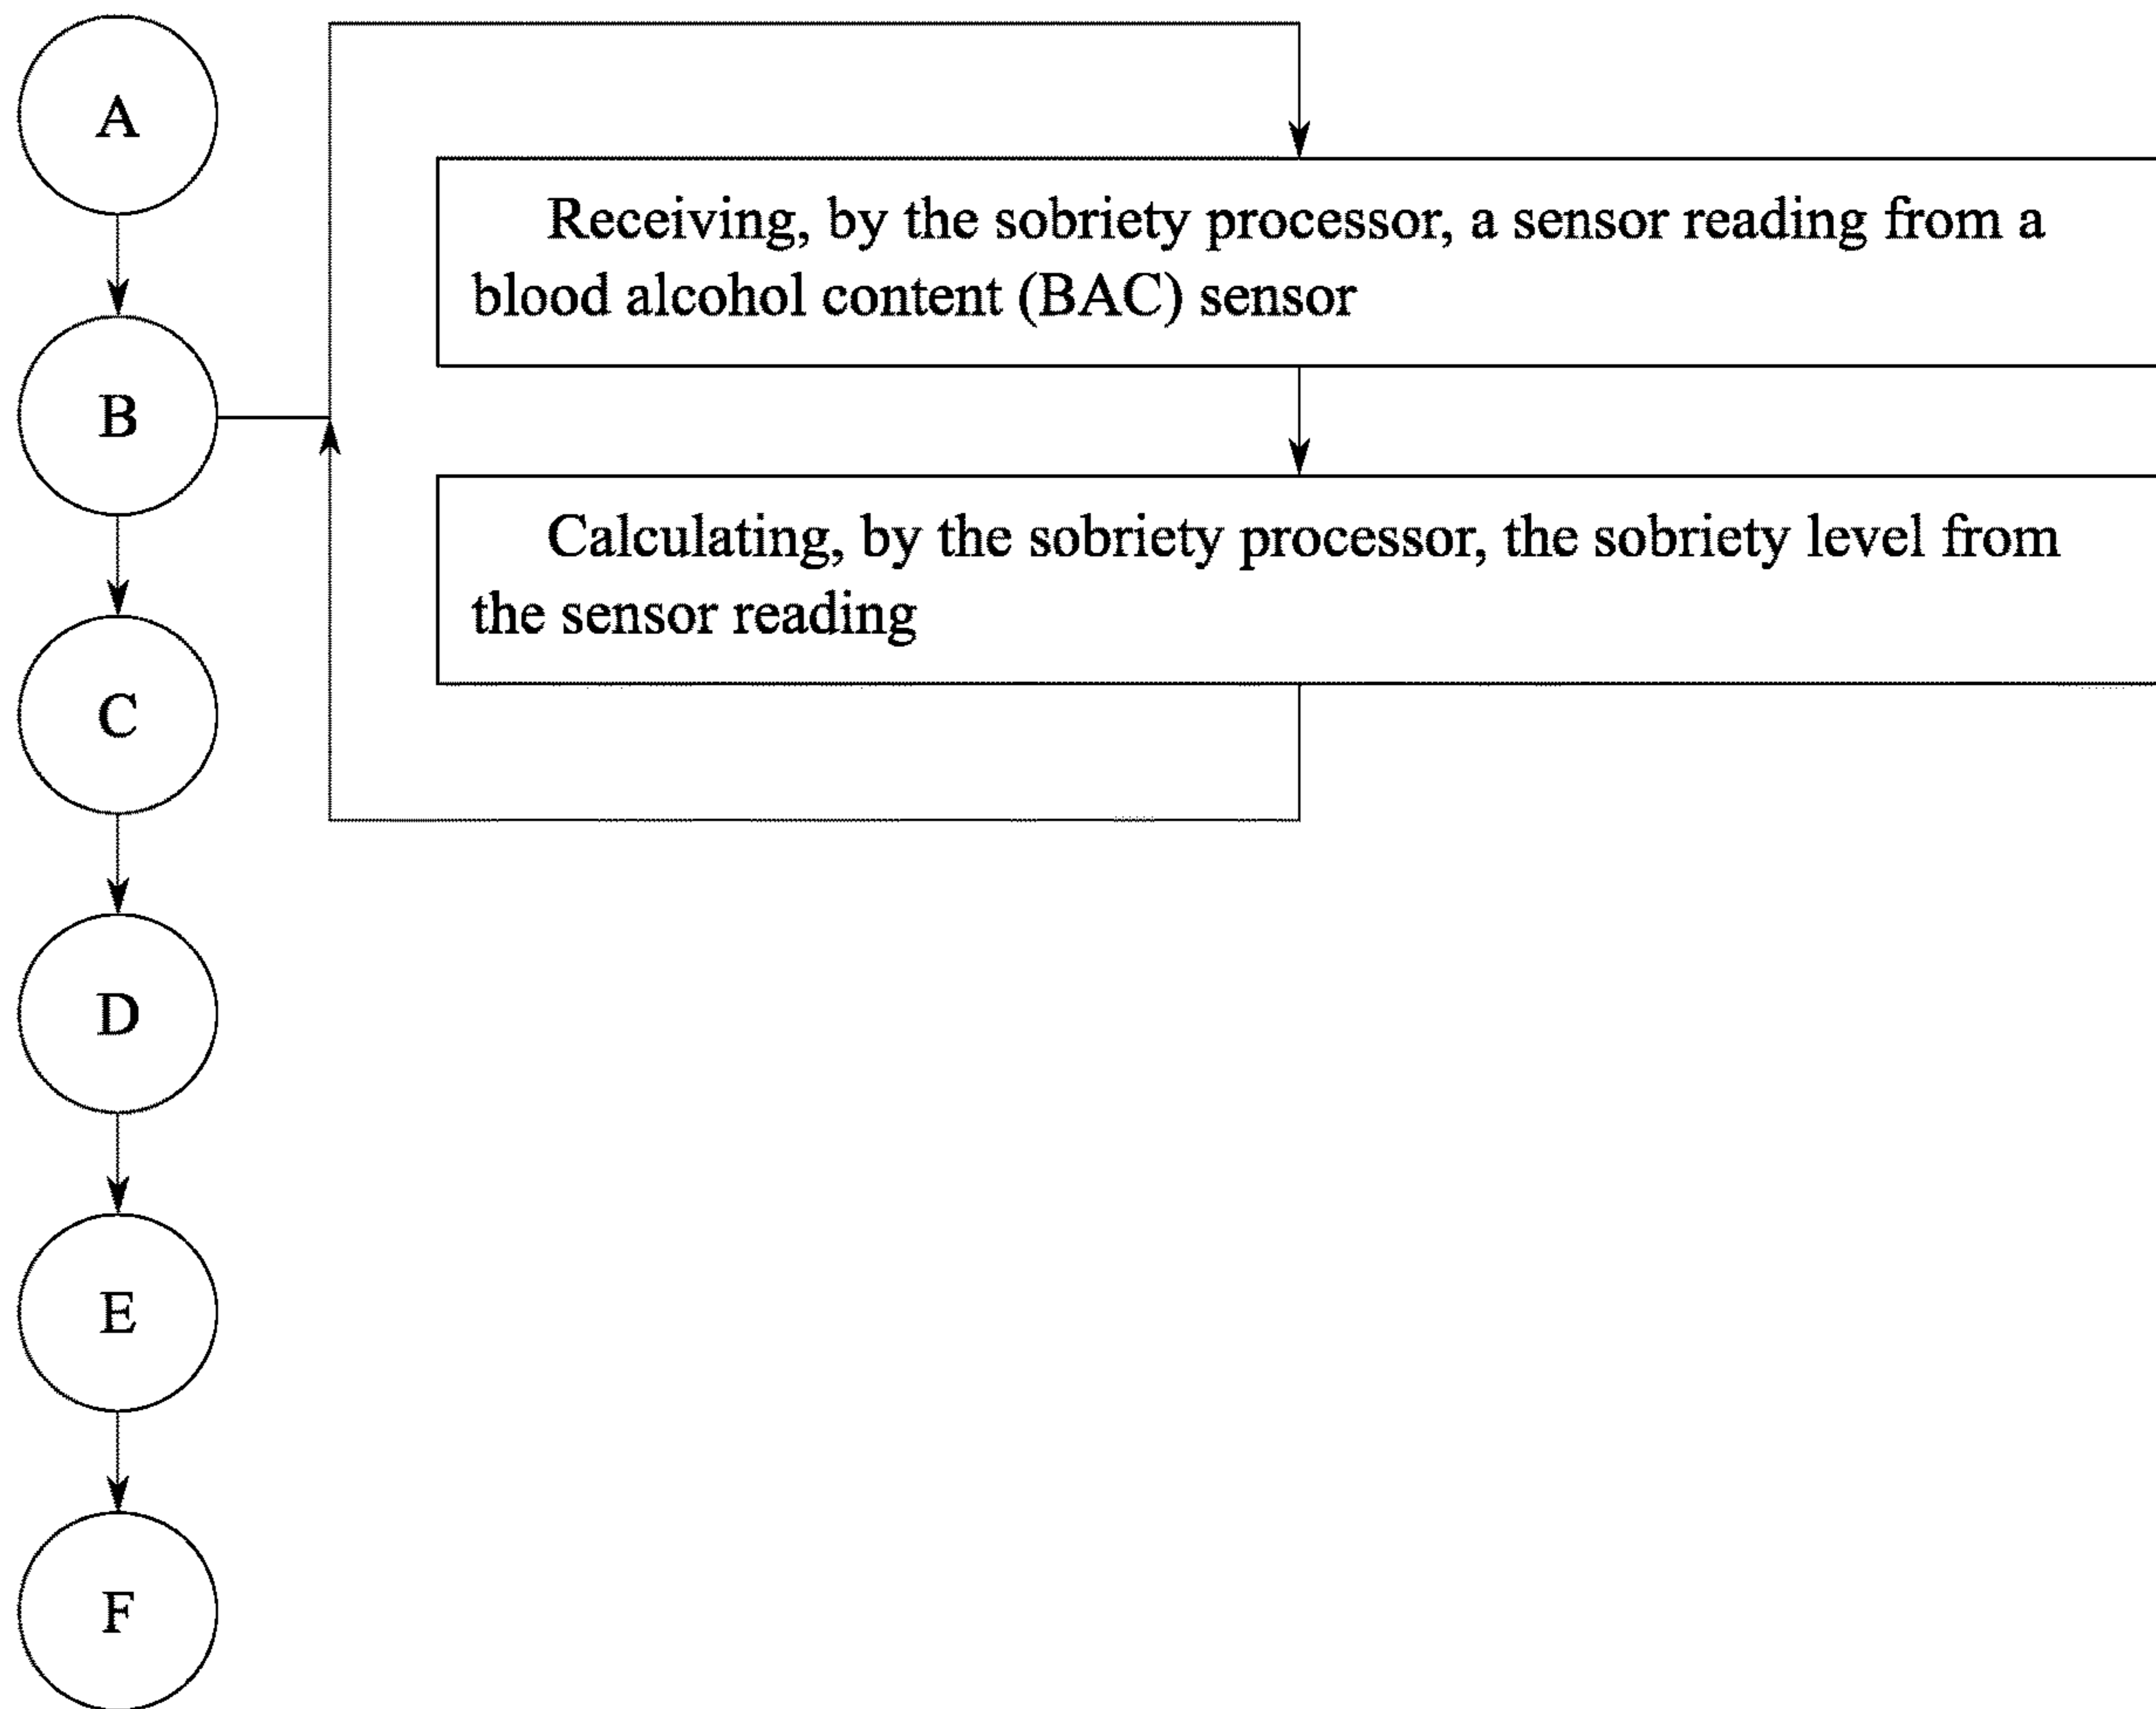 A
B
C
D
E
F
Receiving, by the sobriety processor, a sensor reading from a
blood alcohol content (BAC) sensor
Calculating, by the sobriety processor, the sobriety level from
the sensor reading